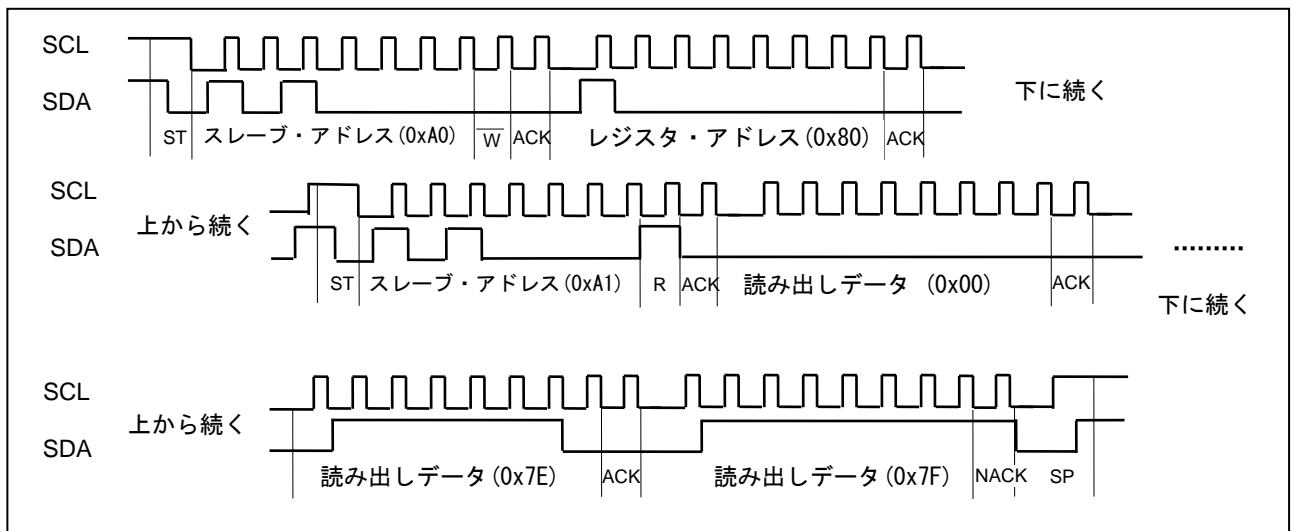 SCL
SDA
下に続く
ST スレーブ・アドレス(0xA0) W ACK レジスタ・アドレス(0x80) ACK
SCL
上から続く
SDA
.........
ST スレーブ・アドレス(0xA1) R ACK 読み出しデータ (0x00) ACK
下に続く
SCL
上から続く
SDA
読み出しデータ(0x7E) ACK 読み出しデータ(0x7F) NACK SP